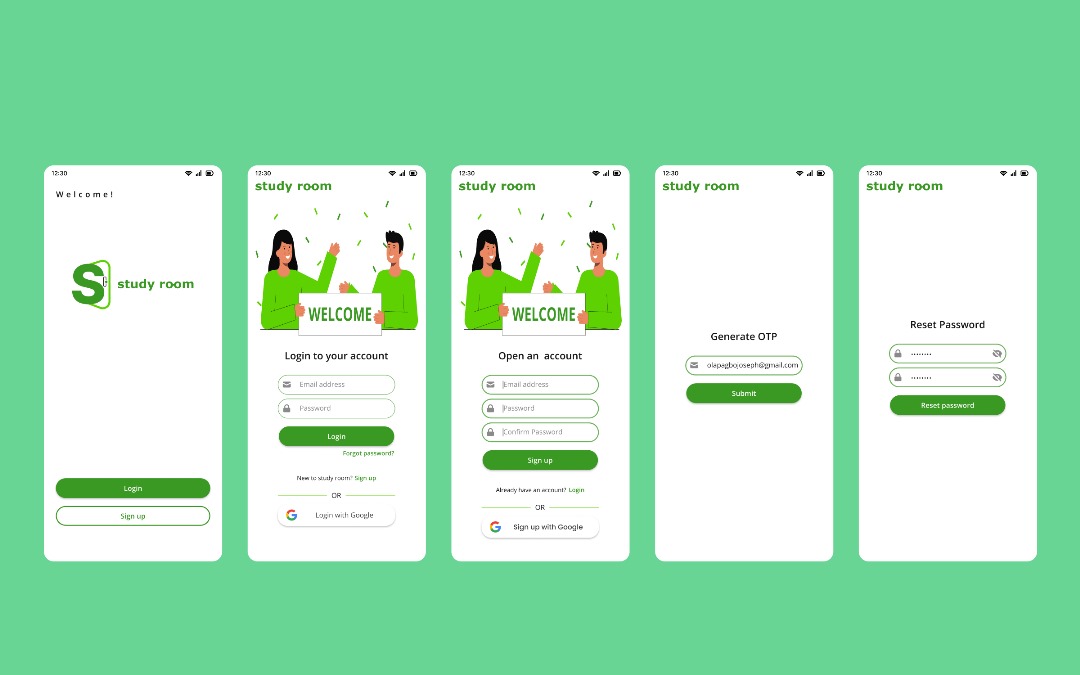 12:30
Welcome!
S
study room
Login
Sign up
12:30
study room
WELCOME
Login to your account
Email address
Password
Login
Forgot password?
New to study room? Sign up
OR
Login with Google
12:30
study room
WELCOME
Open an account
Email address
Password
Confirm Password
Sign up
Already have an account? Login
OR
Sign up with Google
12:30
study room
Generate OTP
olapagbojoseph@gmail.com
Submit
12:30
study room
Reset Password
••••••••
••••••••
Reset password